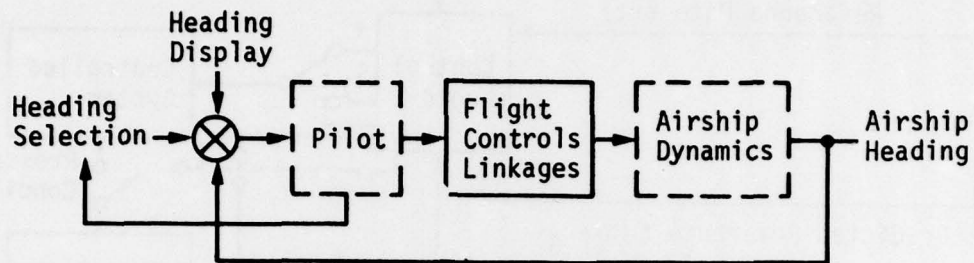 Heading
Display
Heading
Selection
Pilot
Flight
Controls
Linkages
Airship
Dynamics
Airship
Heading